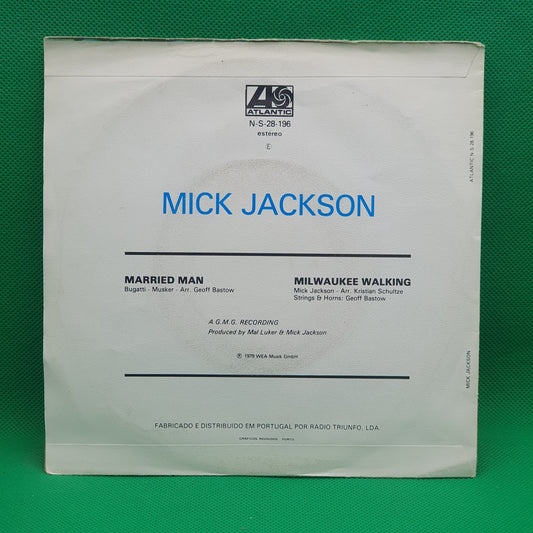 ATLANTIC
N-S-28-196
estéreo
E
MICK JACKSON
MARRIED MAN
Bugatti - Musker - Arr. Geoff Bastow
MILWAUKEE WALKING
Mick Jackson - Arr. Kristian Schultze
Strings & Horns: Geoff Bastow
A G.M.G. RECORDING
Produced by Mal Luker & Mick Jackson
℗ 1979 WEA Musik GmbH
FABRICADO E DISTRIBUIDO EM PORTUGAL POR RADIO TRIUNFO, LDA.
ATLANTIC N-S-28-196
MICK JACKSON